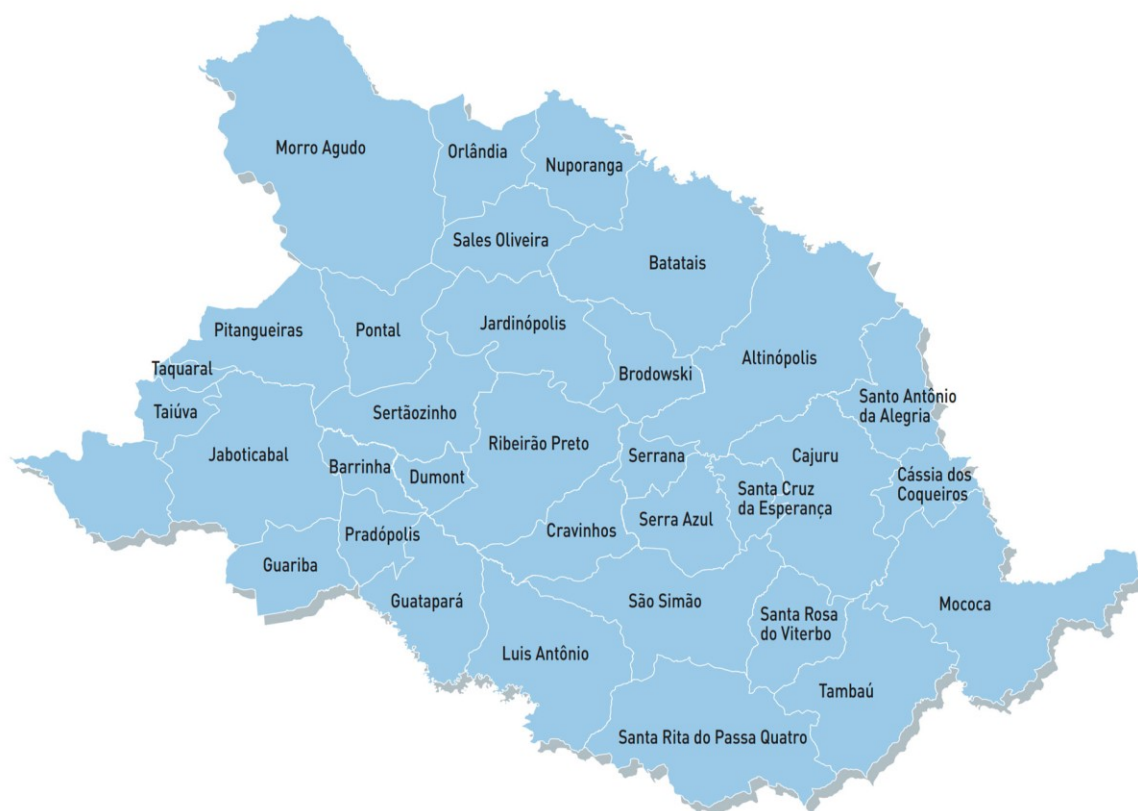 Morro Agudo
Orlândia
Nuporanga
Sales Oliveira
Batatais
Pitangueiras
Pontal
Jardinópolis
Taquaral
Brodowski
Altinópolis
Taiúva
Sertãozinho
Santo Antônio
da Alegria
Jaboticabal
Barrinha
Dumont
Ribeirão Preto
Serrana
Cajuru
Cássia dos
Coqueiros
Santa Cruz
da Esperança
Pradópolis
Cravinhos
Serra Azul
Guariba
Guatapará
São Simão
Santa Rosa
do Viterbo
Mococa
Luis Antônio
Tambaú
Santa Rita do Passa Quatro